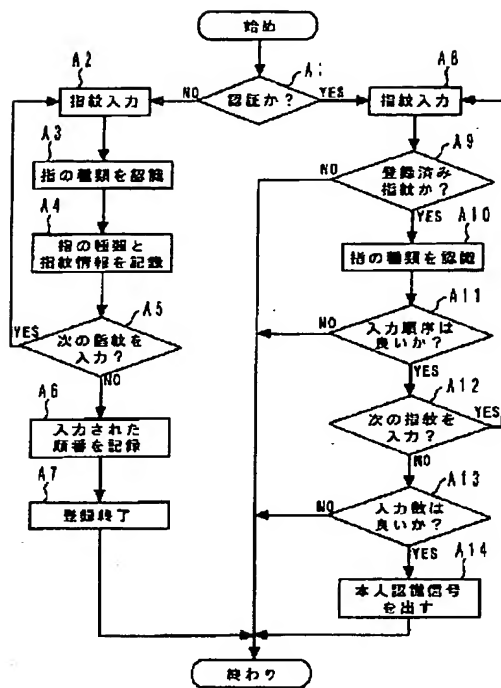 始め
A1
認証か？
NO
YES
A2
指紋入力
A3
指の種類を認識
A4
指の種類と
指紋情報を記録
A5
次の指紋を
入力？
YES
NO
A6
入力された
順番を記録
A7
登録終了
A8
指紋入力
A9
登録済み
指紋か？
NO
YES
A10
指の種類を認識
A11
入力順序は
良いか？
NO
YES
A12
次の指紋を
入力？
YES
NO
A13
入力数は
良いか？
NO
YES
A14
本人認識信号
を出す
終わり